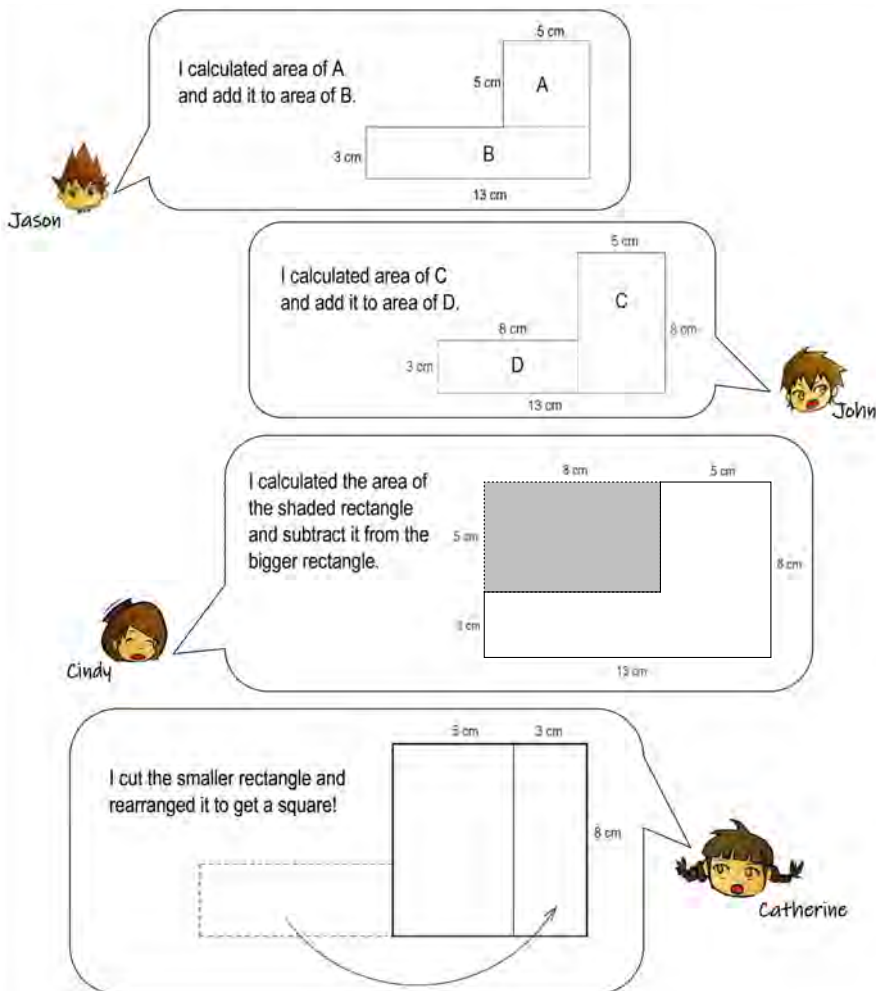 5 cm
I calculated area of A
and add it to area of B.
5 cm
A
3 cm
B
13 cm
Jason
5 cm
I calculated area of C
and add it to area of D.
C
8 cm
8 cm
3 cm
D
13 cm
John
8 cm
5 cm
I calculated the area of
the shaded rectangle
and subtract it from the
bigger rectangle.
5 cm
8 cm
3 cm
13 cm
Cindy
5 cm
3 cm
I cut the smaller rectangle and
rearranged it to get a square!
8 cm
Catherine